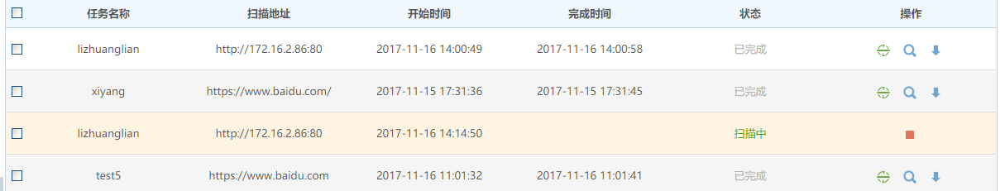 任务名称 扫描地址 开始时间 完成时间 状态 操作
lizhuanglian http://172.16.2.86:80 2017-11-16 14:00:49 2017-11-16 14:00:58 已完成
xiyang https://www.baidu.com/ 2017-11-15 17:31:36 2017-11-15 17:31:45 已完成
lizhuanglian http://172.16.2.86:80 2017-11-16 14:14:50 扫描中
test5 https://www.baidu.com 2017-11-16 11:01:32 2017-11-16 11:01:41 已完成